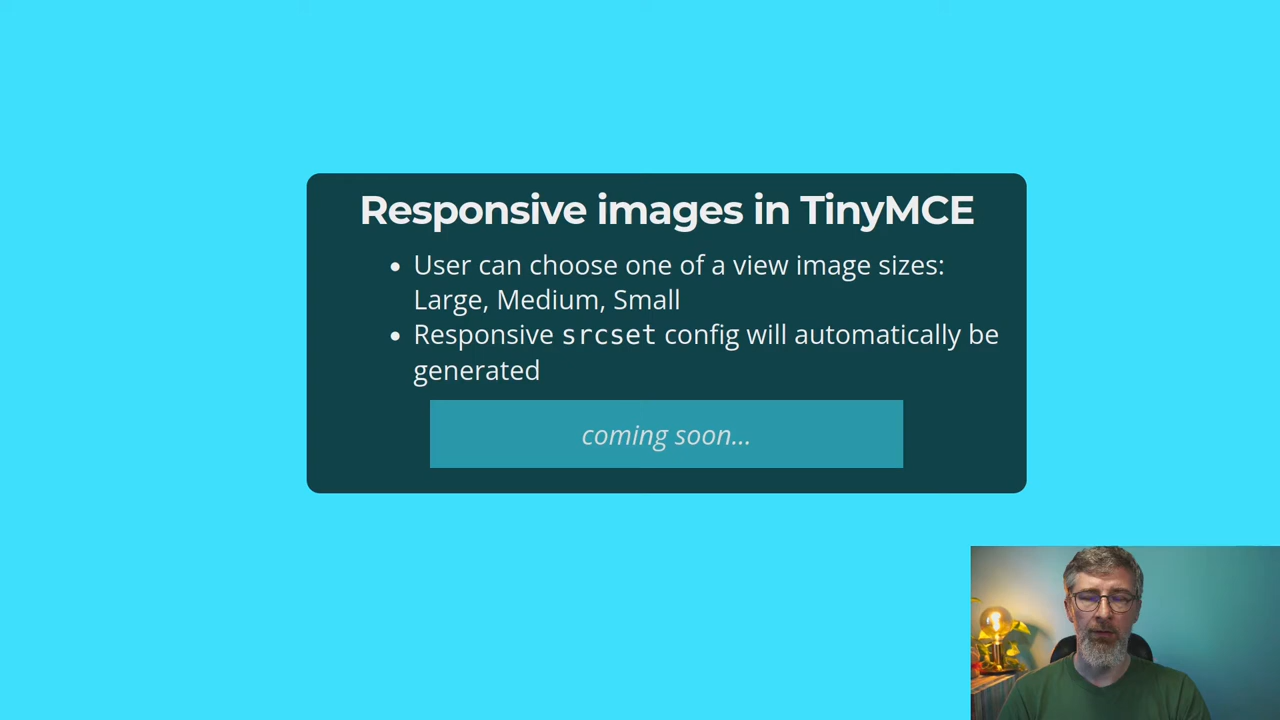 Responsive images in TinyMCE
• User can choose one of a view image sizes:
Large, Medium, Small
• Responsive srcset config will automatically be
generated
coming soon...